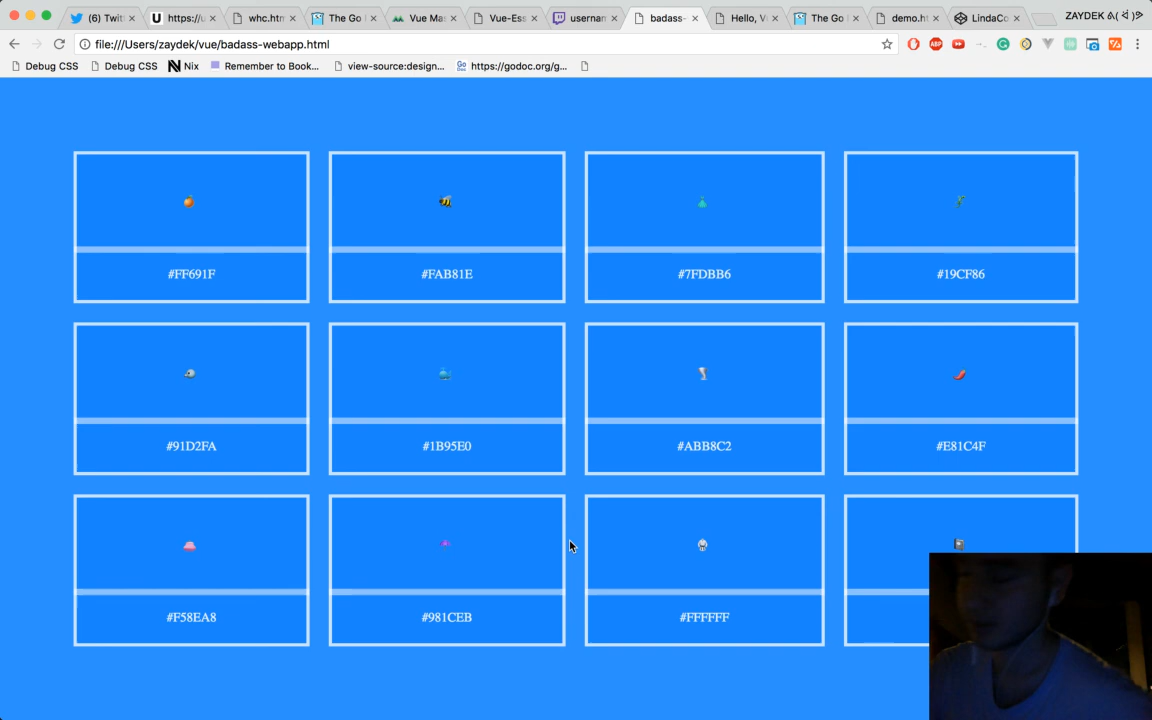 (6) Twit
https://u
whc.htm
The Go
Vue Mas
Vue-Ess
usernan
badass-
Hello, V
The Go
demo.h
LindaCo
ZAYDEK
file:///Users/zaydek/vue/badass-webapp.html
Debug CSS
Debug CSS
Nix
Remember to Book...
view-source:design...
https://godoc.org/g...
#FF691F
#FAB81E
#7FDBB6
#19CF86
#91D2FA
#1B95E0
#ABB8C2
#E81C4F
#F58EA8
#981CEB
#FFFFFF